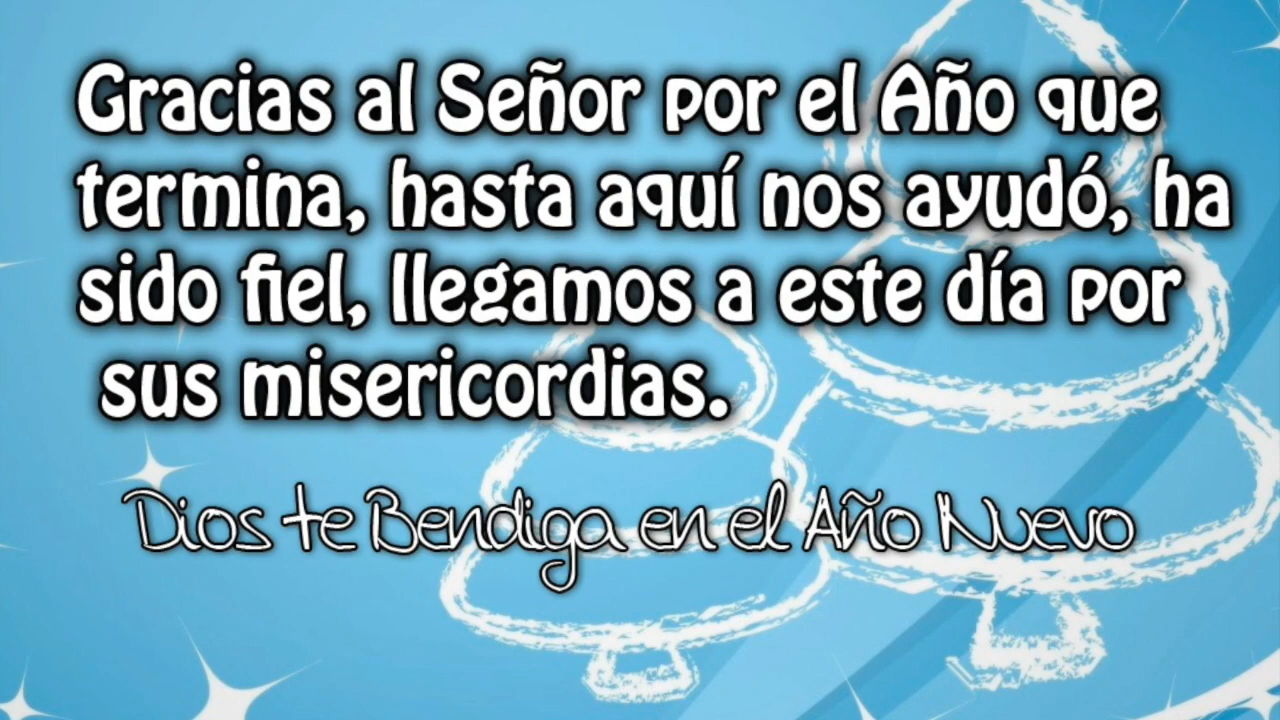 Gracias al Señor por el Año que
termina, hasta aquí nos ayudó, ha
sido fiel, llegamos a este día por
sus misericordias.
Dios te Bendiga en el Año Nuevo